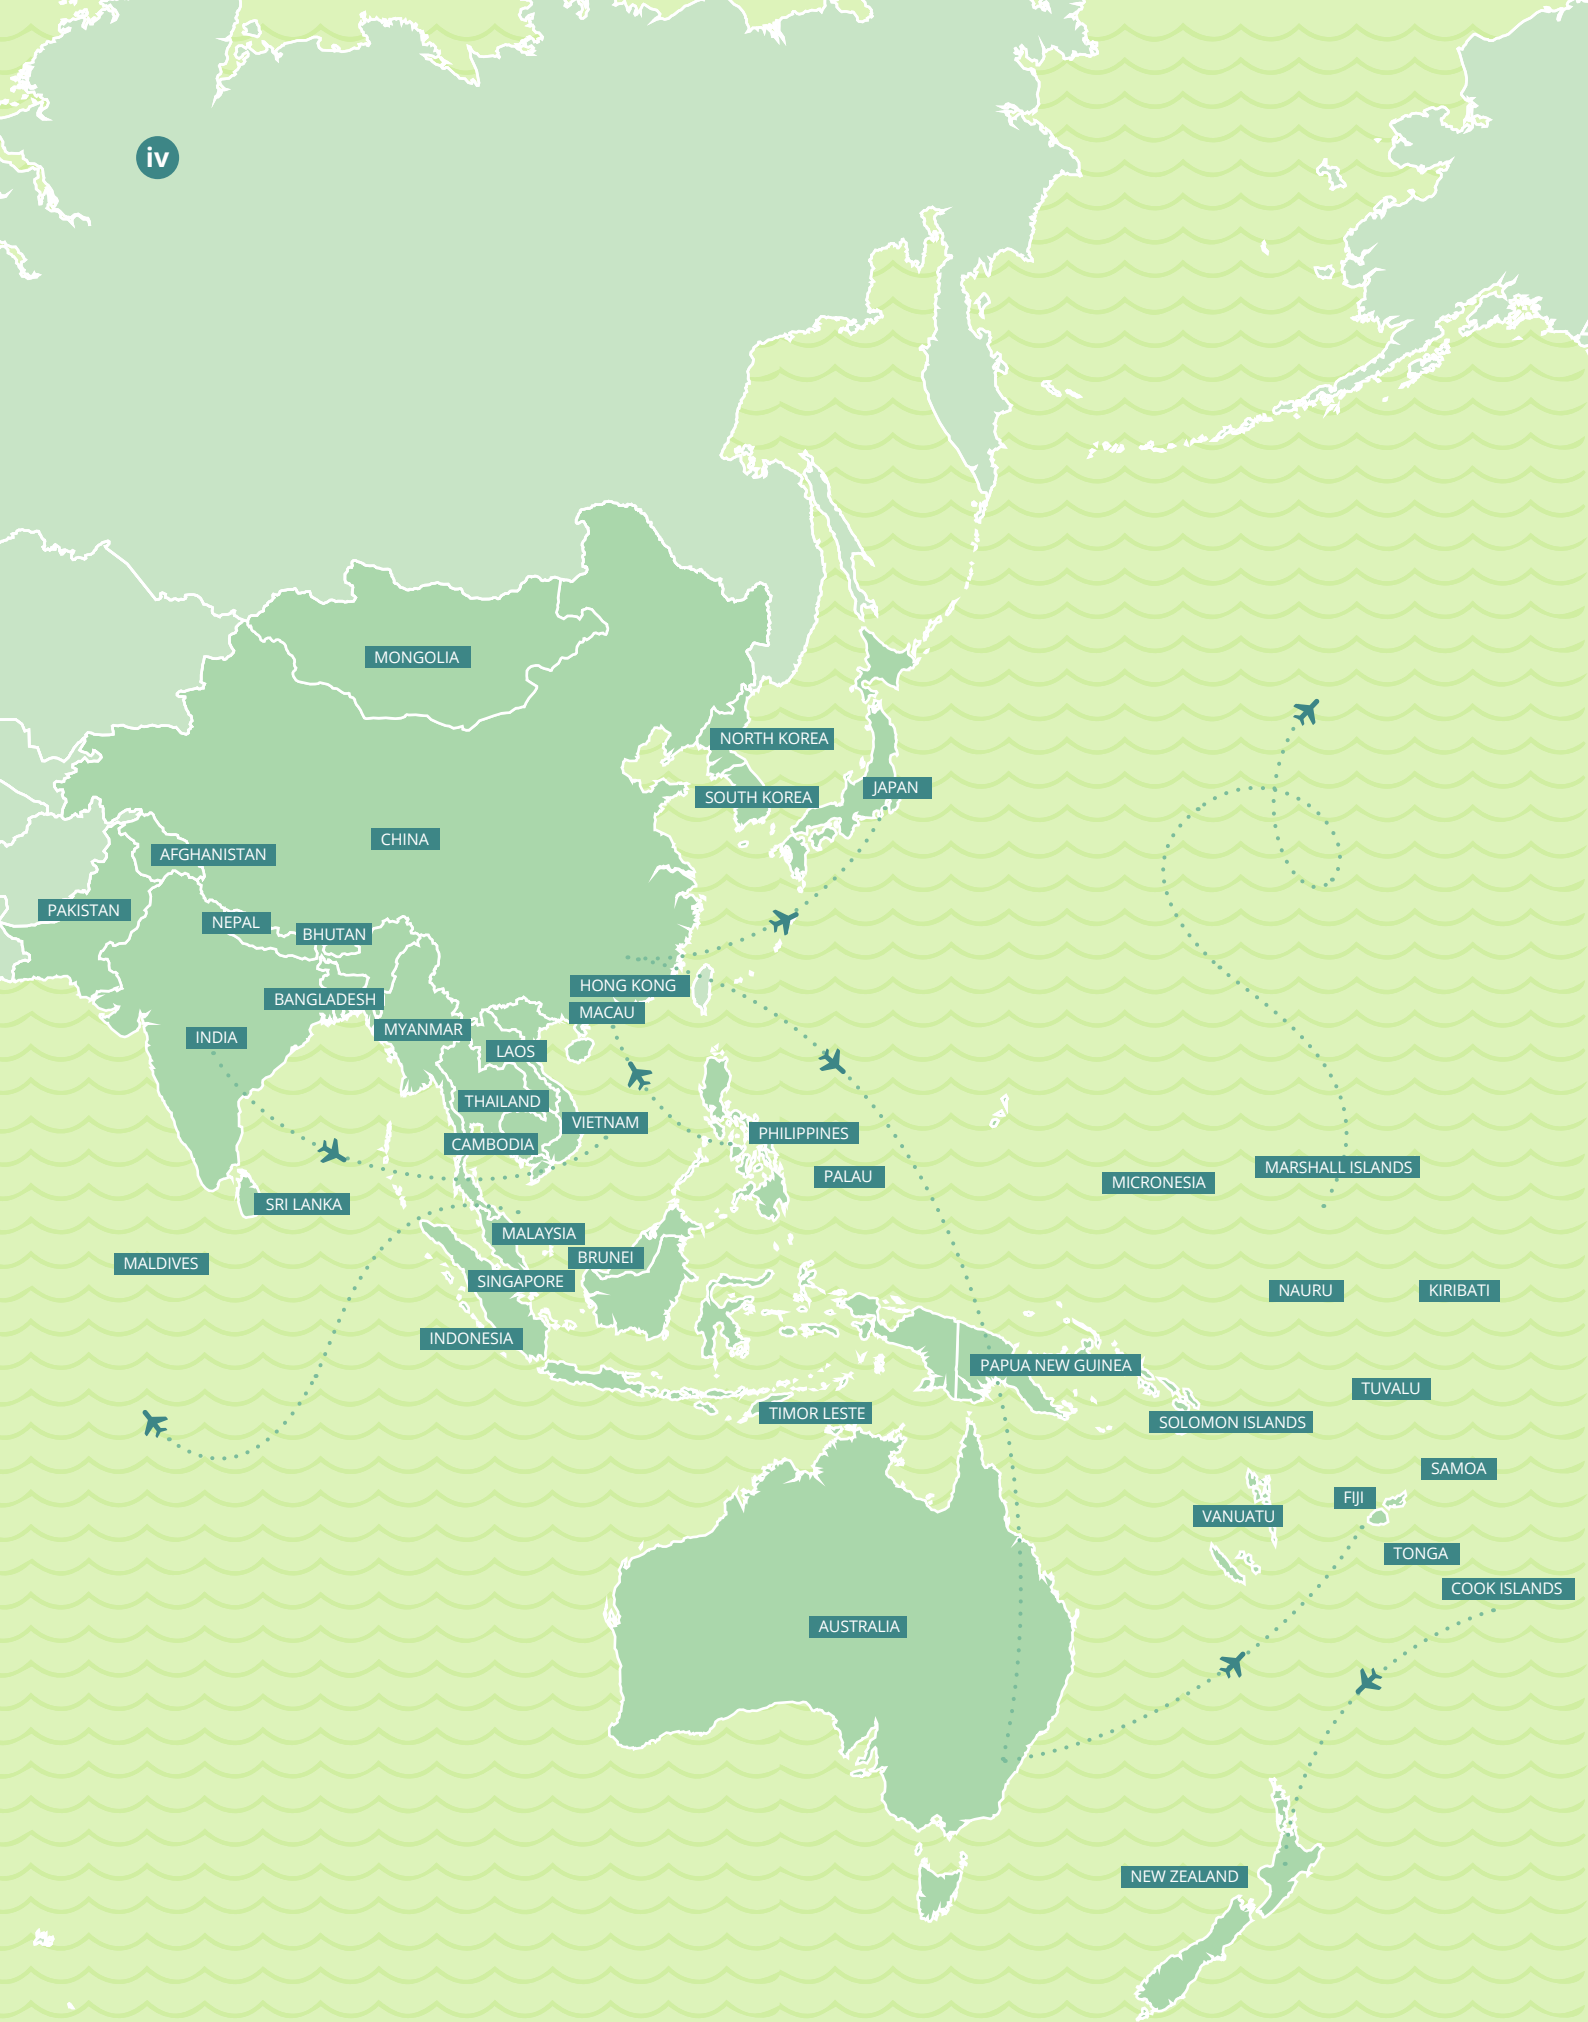 iv
MONGOLIA
NORTH KOREA
JAPAN
SOUTH KOREA
CHINA
AFGHANISTAN
PAKISTAN
NEPAL
BHUTAN
HONG KONG
BANGLADESH
MACAU
MYANMAR
INDIA
LAOS
THAILAND
VIETNAM
PHILIPPINES
CAMBODIA
MARSHALL ISLANDS
PALAU
MICRONESIA
SRI LANKA
MALAYSIA
BRUNEI
MALDIVES
SINGAPORE
NAURU
KIRIBATI
INDONESIA
PAPUA NEW GUINEA
TUVALU
TIMOR LESTE
SOLOMON ISLANDS
SAMOA
FIJI
VANUATU
TONGA
COOK ISLANDS
AUSTRALIA
NEW ZEALAND